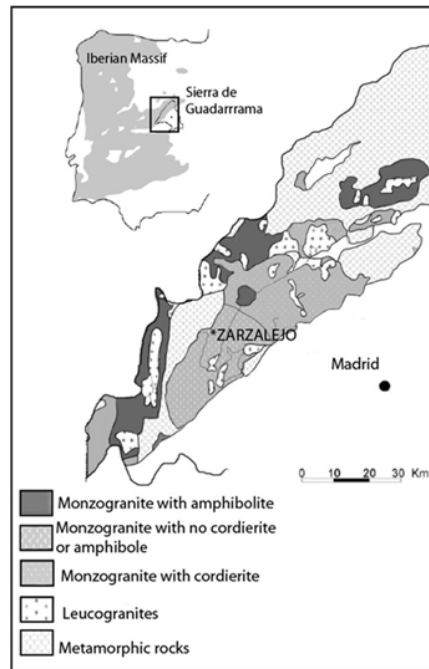 Iberian Massif
Sierra de
Guadarrrama
*ZARZALEJO
Madrid
0 10 20 30 Km
Monzogranite with amphibolite
Monzogranite with no cordierite
or amphibole
Monzogranite with cordierite
Leucogranites
Metamorphic rocks